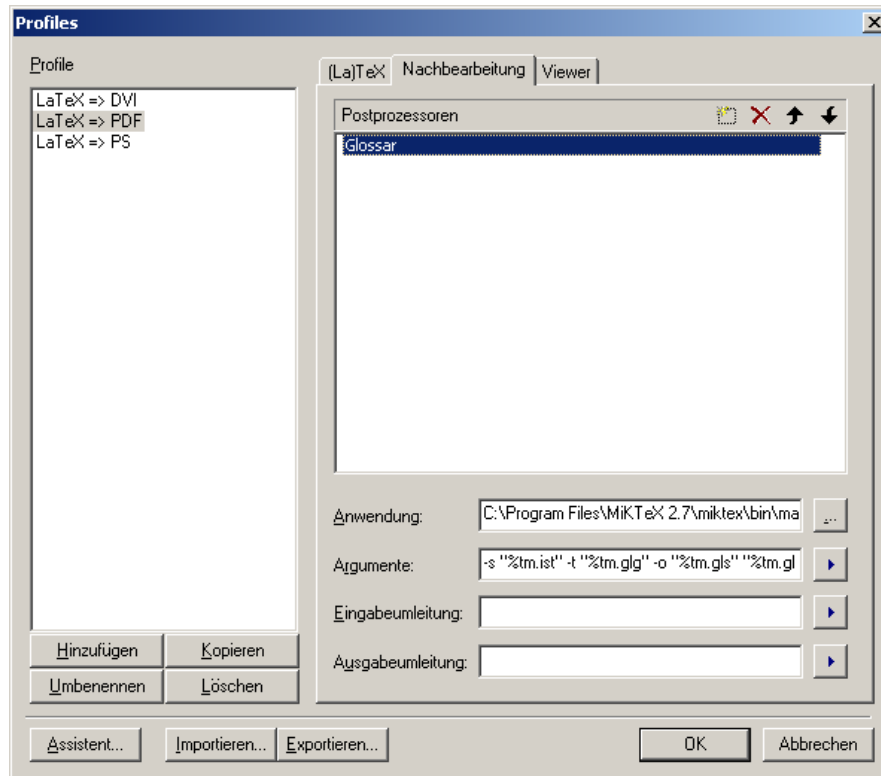 Profiles
Profile
LaTeX => DVI
LaTeX => PDF
LaTeX => PS
Hinzufügen Kopieren
Umbenennen Löschen
(La)TeX Nachbearbeitung Viewer
Postprozessoren
Glossar
Anwendung: C:\Program Files\MiKTeX 2.7\miktex\bin\ma ...
Argumente: -s "%tm.ist" -t "%tm.glg" -o "%tm.gls" "%tm.gl
Eingabeumleitung:
Ausgabeumleitung:
Assistent... Importieren... Exportieren... OK Abbrechen